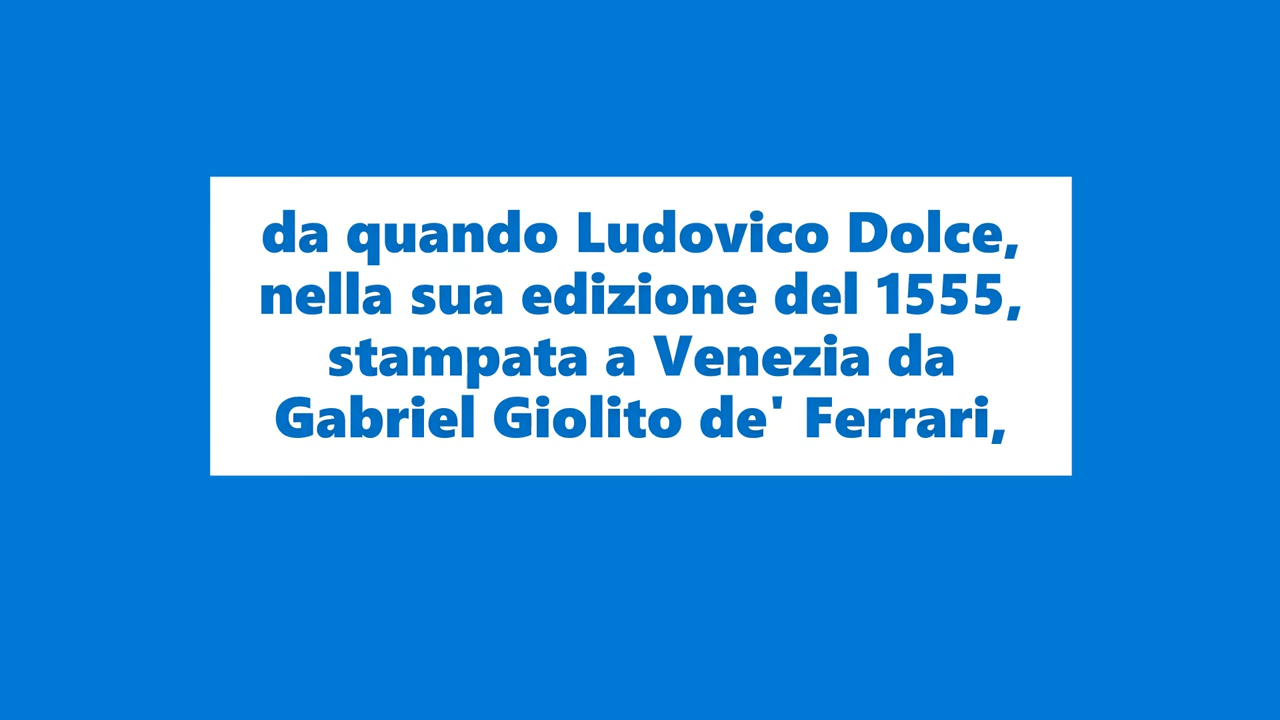 da quando Ludovico Dolce,
nella sua edizione del 1555,
stampata a Venezia da
Gabriel Giolito de' Ferrari,